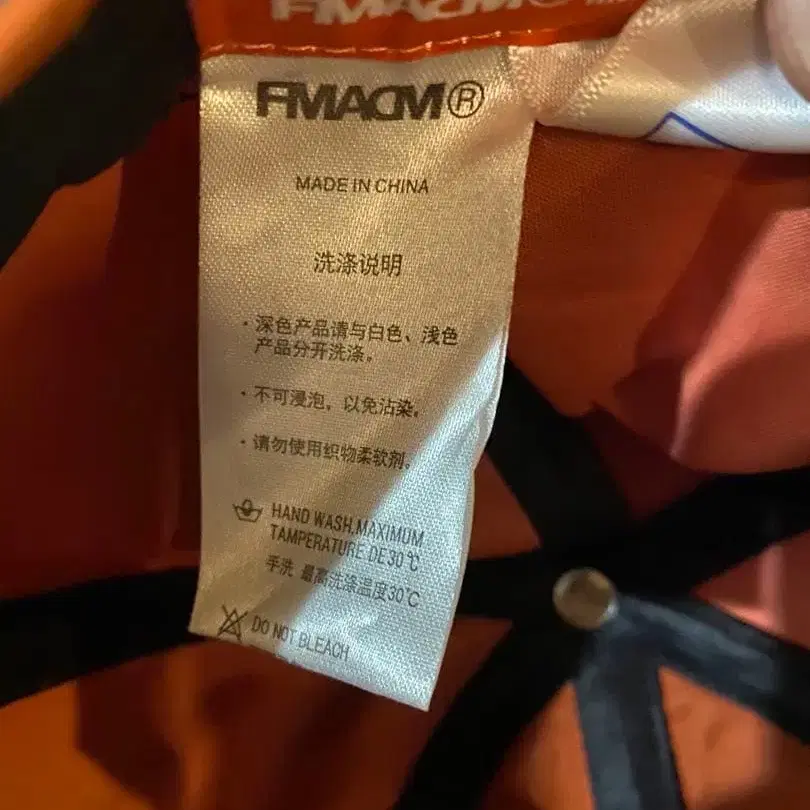 FMACM®
FMACM®
MADE IN CHINA
洗涤说明
·深色产品请与白色、浅色
产品分开洗涤。
·不可浸泡，以免沾染。
·请勿使用织物柔软剂。
HAND WASH,MAXIMUM
TAMPERATURE DE 30℃
手洗 最高洗涤温度30℃
DO NOT BLEACH